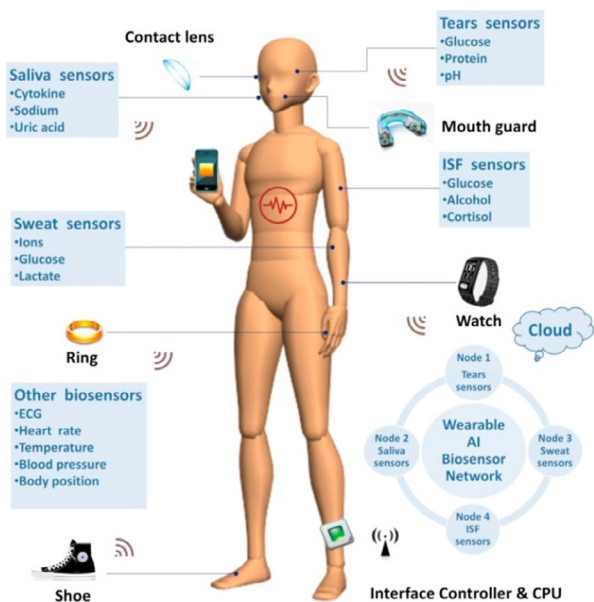 Contact lens
Tears sensors
•Glucose
•Protein
•pH
Saliva sensors
•Cytokine
•Sodium
•Uric acid
Mouth guard
ISF sensors
•Glucose
•Alcohol
•Cortisol
Sweat sensors
•Ions
•Glucose
•Lactate
Watch
Cloud
Ring
Node 1
Tears
sensors
Node 2
Saliva
sensors
Wearable
AI
Biosensor
Network
Node 3
Sweat
sensors
Node 4
ISF
sensors
Other biosensors
•ECG
•Heart rate
•Temperature
•Blood pressure
•Body position
Shoe
Interface Controller & CPU